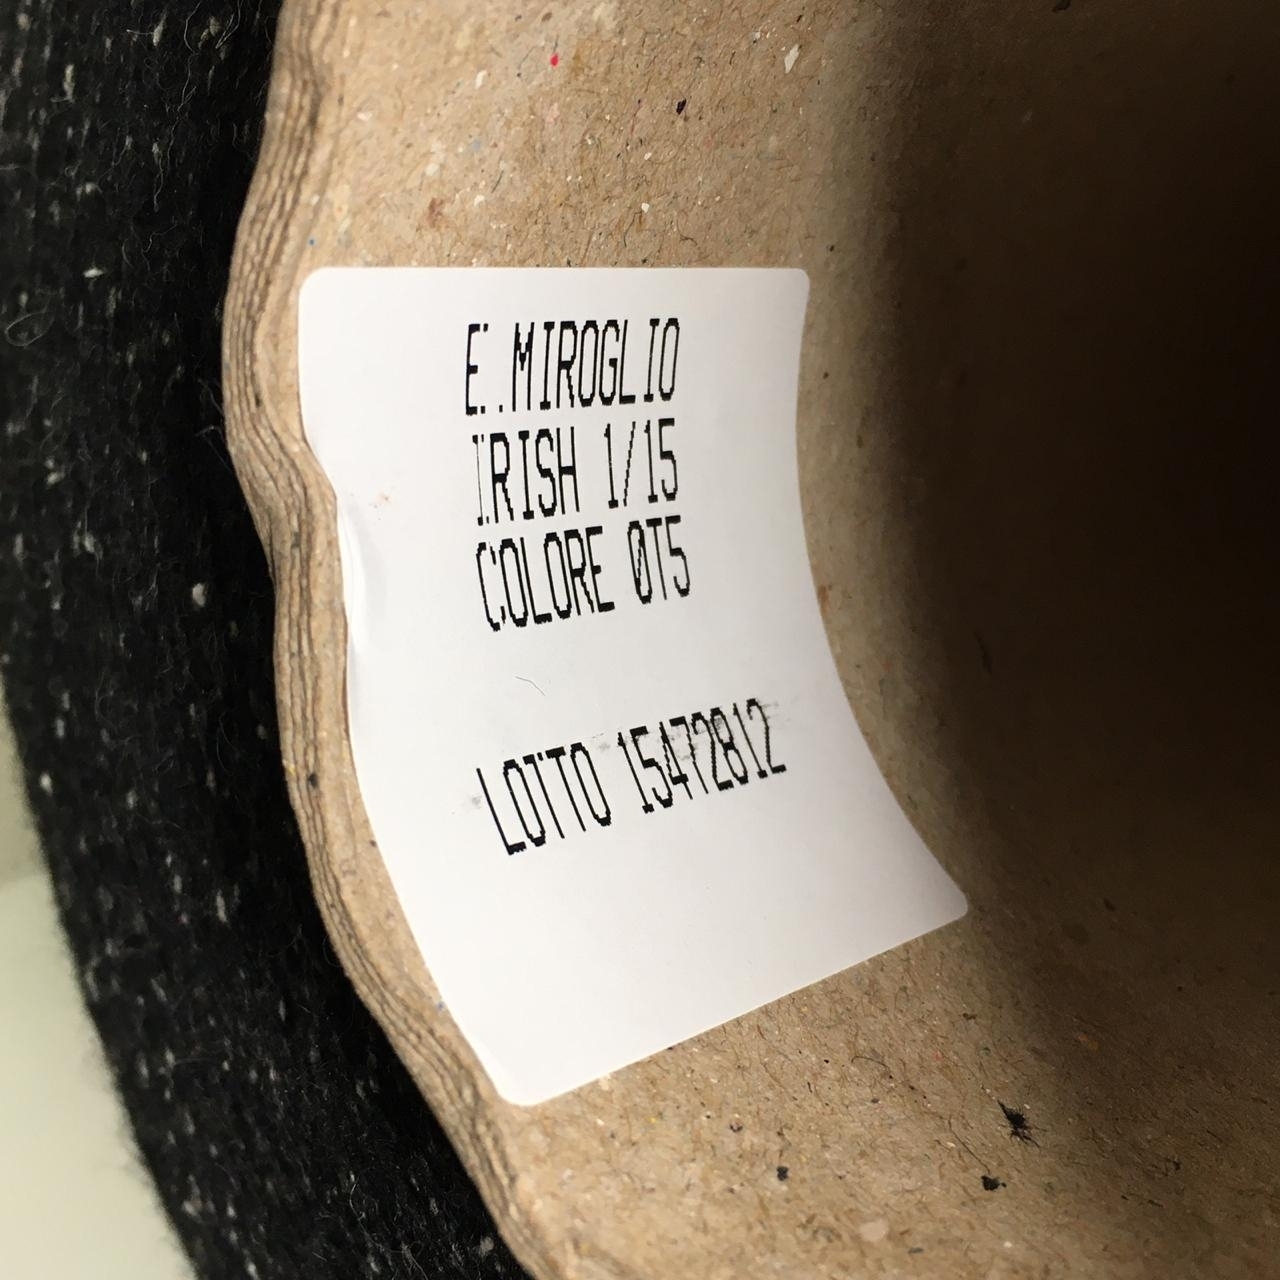 E.MIROGLIO
IRISH 1/15
COLORE 0T5
LOTTO 15472812